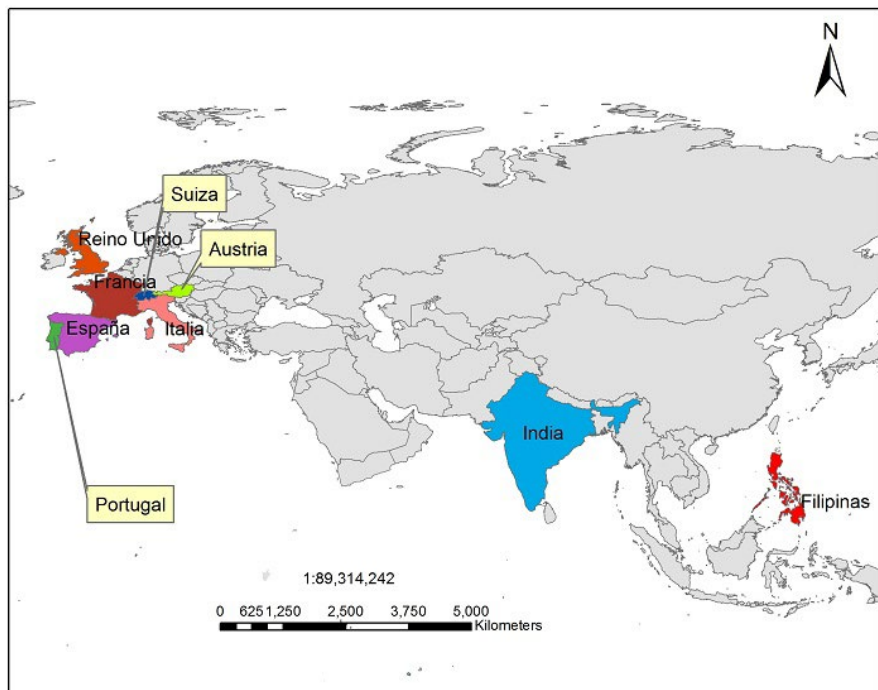 N
Suiza
Reino Unido
Austria
Francia
España
Italia
India
Portugal
Filipinas
1:89,314,242
0 625 1,250 2,500 3,750 5,000
Kilometers